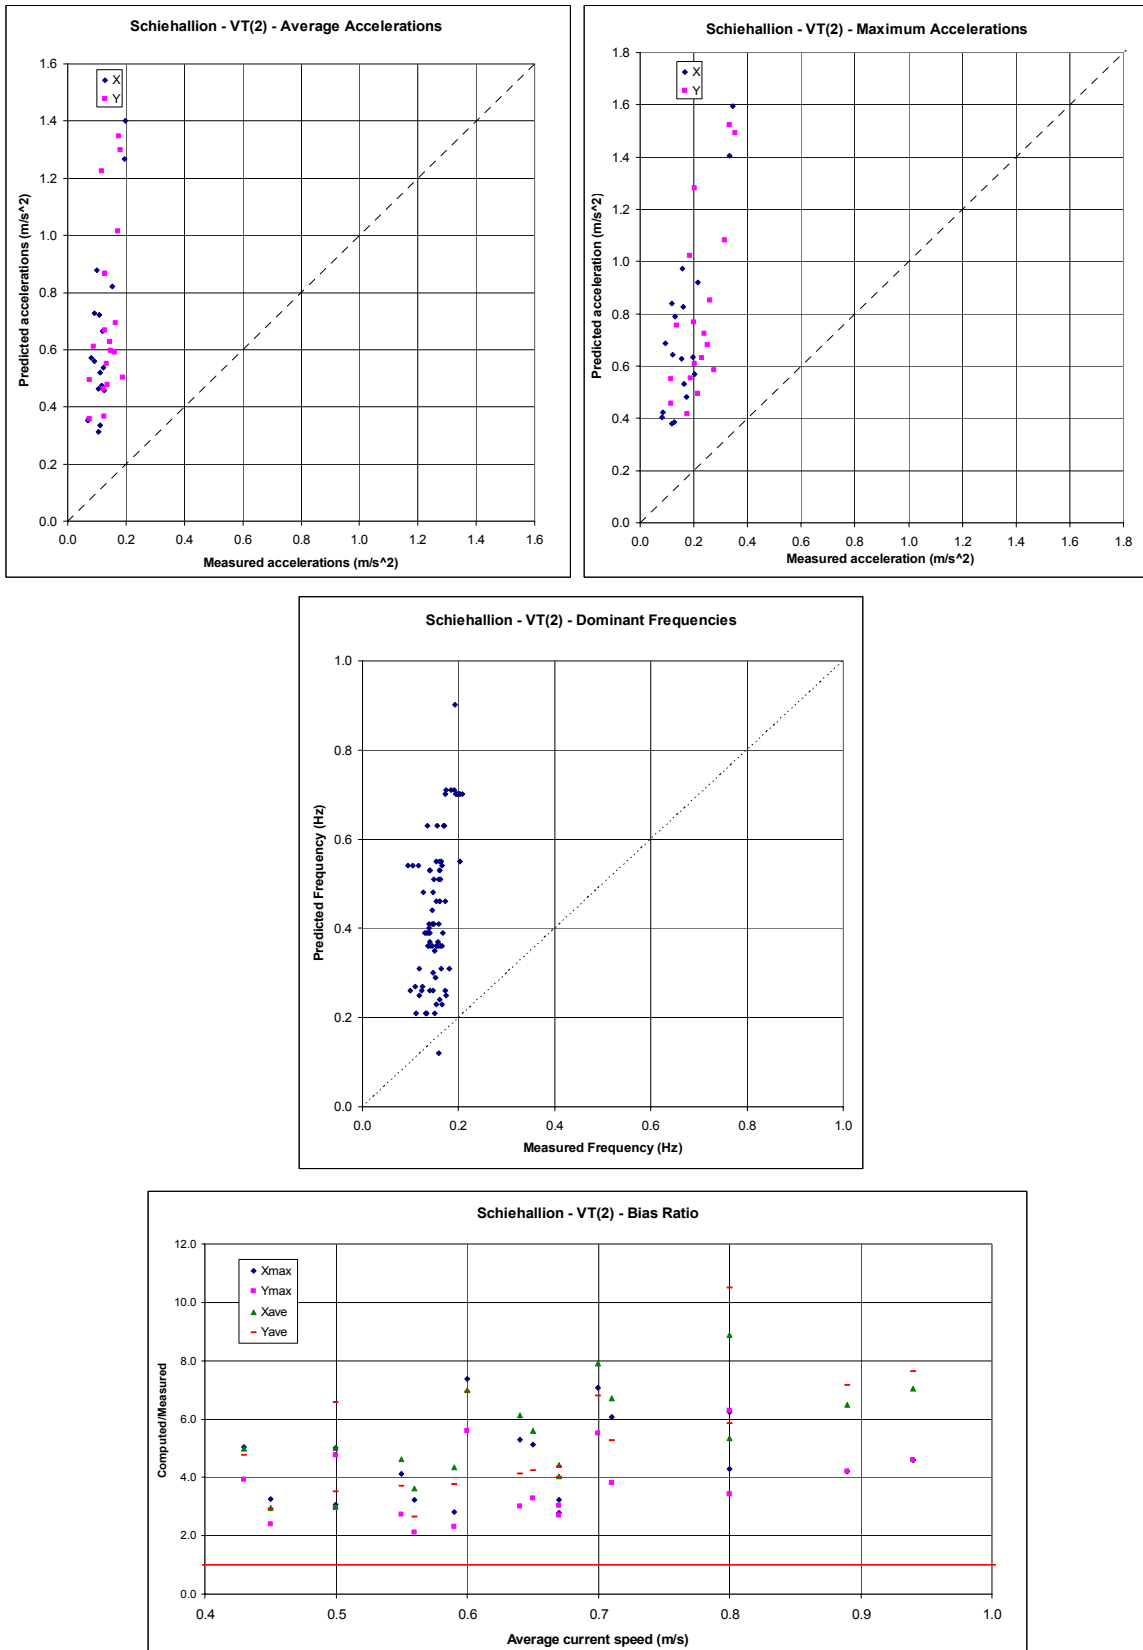 Schiehallion - VT(2) - Average Accelerations
1.6
1.4
1.2
1.0
0.8
0.6
0.4
0.2
0.0
X
Y
Predicted accelerations (m/s^2)
0.0 0.2 0.4 0.6 0.8 1.0 1.2 1.4 1.6
Measured accelerations (m/s^2)
Schiehallion - VT(2) - Maximum Accelerations
1.8
1.6
1.4
1.2
1.0
0.8
0.6
0.4
0.2
0.0
X
Y
Predicted acceleration (m/s^2)
0.0 0.2 0.4 0.6 0.8 1.0 1.2 1.4 1.6 1.8
Measured acceleration (m/s^2)
Schiehallion - VT(2) - Dominant Frequencies
1.0
0.8
0.6
0.4
0.2
0.0
Predicted Frequency (Hz)
0.0 0.2 0.4 0.6 0.8 1.0
Measured Frequency (Hz)
Schiehallion - VT(2) - Bias Ratio
12.0
10.0
8.0
6.0
4.0
2.0
0.0
Xmax
Ymax
Xave
Yave
Computed/Measured
0.4 0.5 0.6 0.7 0.8 0.9 1.0
Average current speed (m/s)